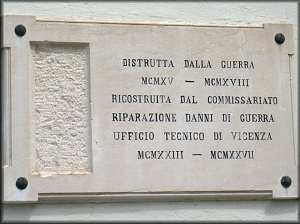 DISTRUTTA DALLA GUERRA
MCMXV — MCMXVIII
RICOSTRUITA DAL COMMISSARIATO
RIPARAZIONE DANNI DI GUERRA
UFFICIO TECNICO DI VICENZA
MCMXXIII — MCMXXVII